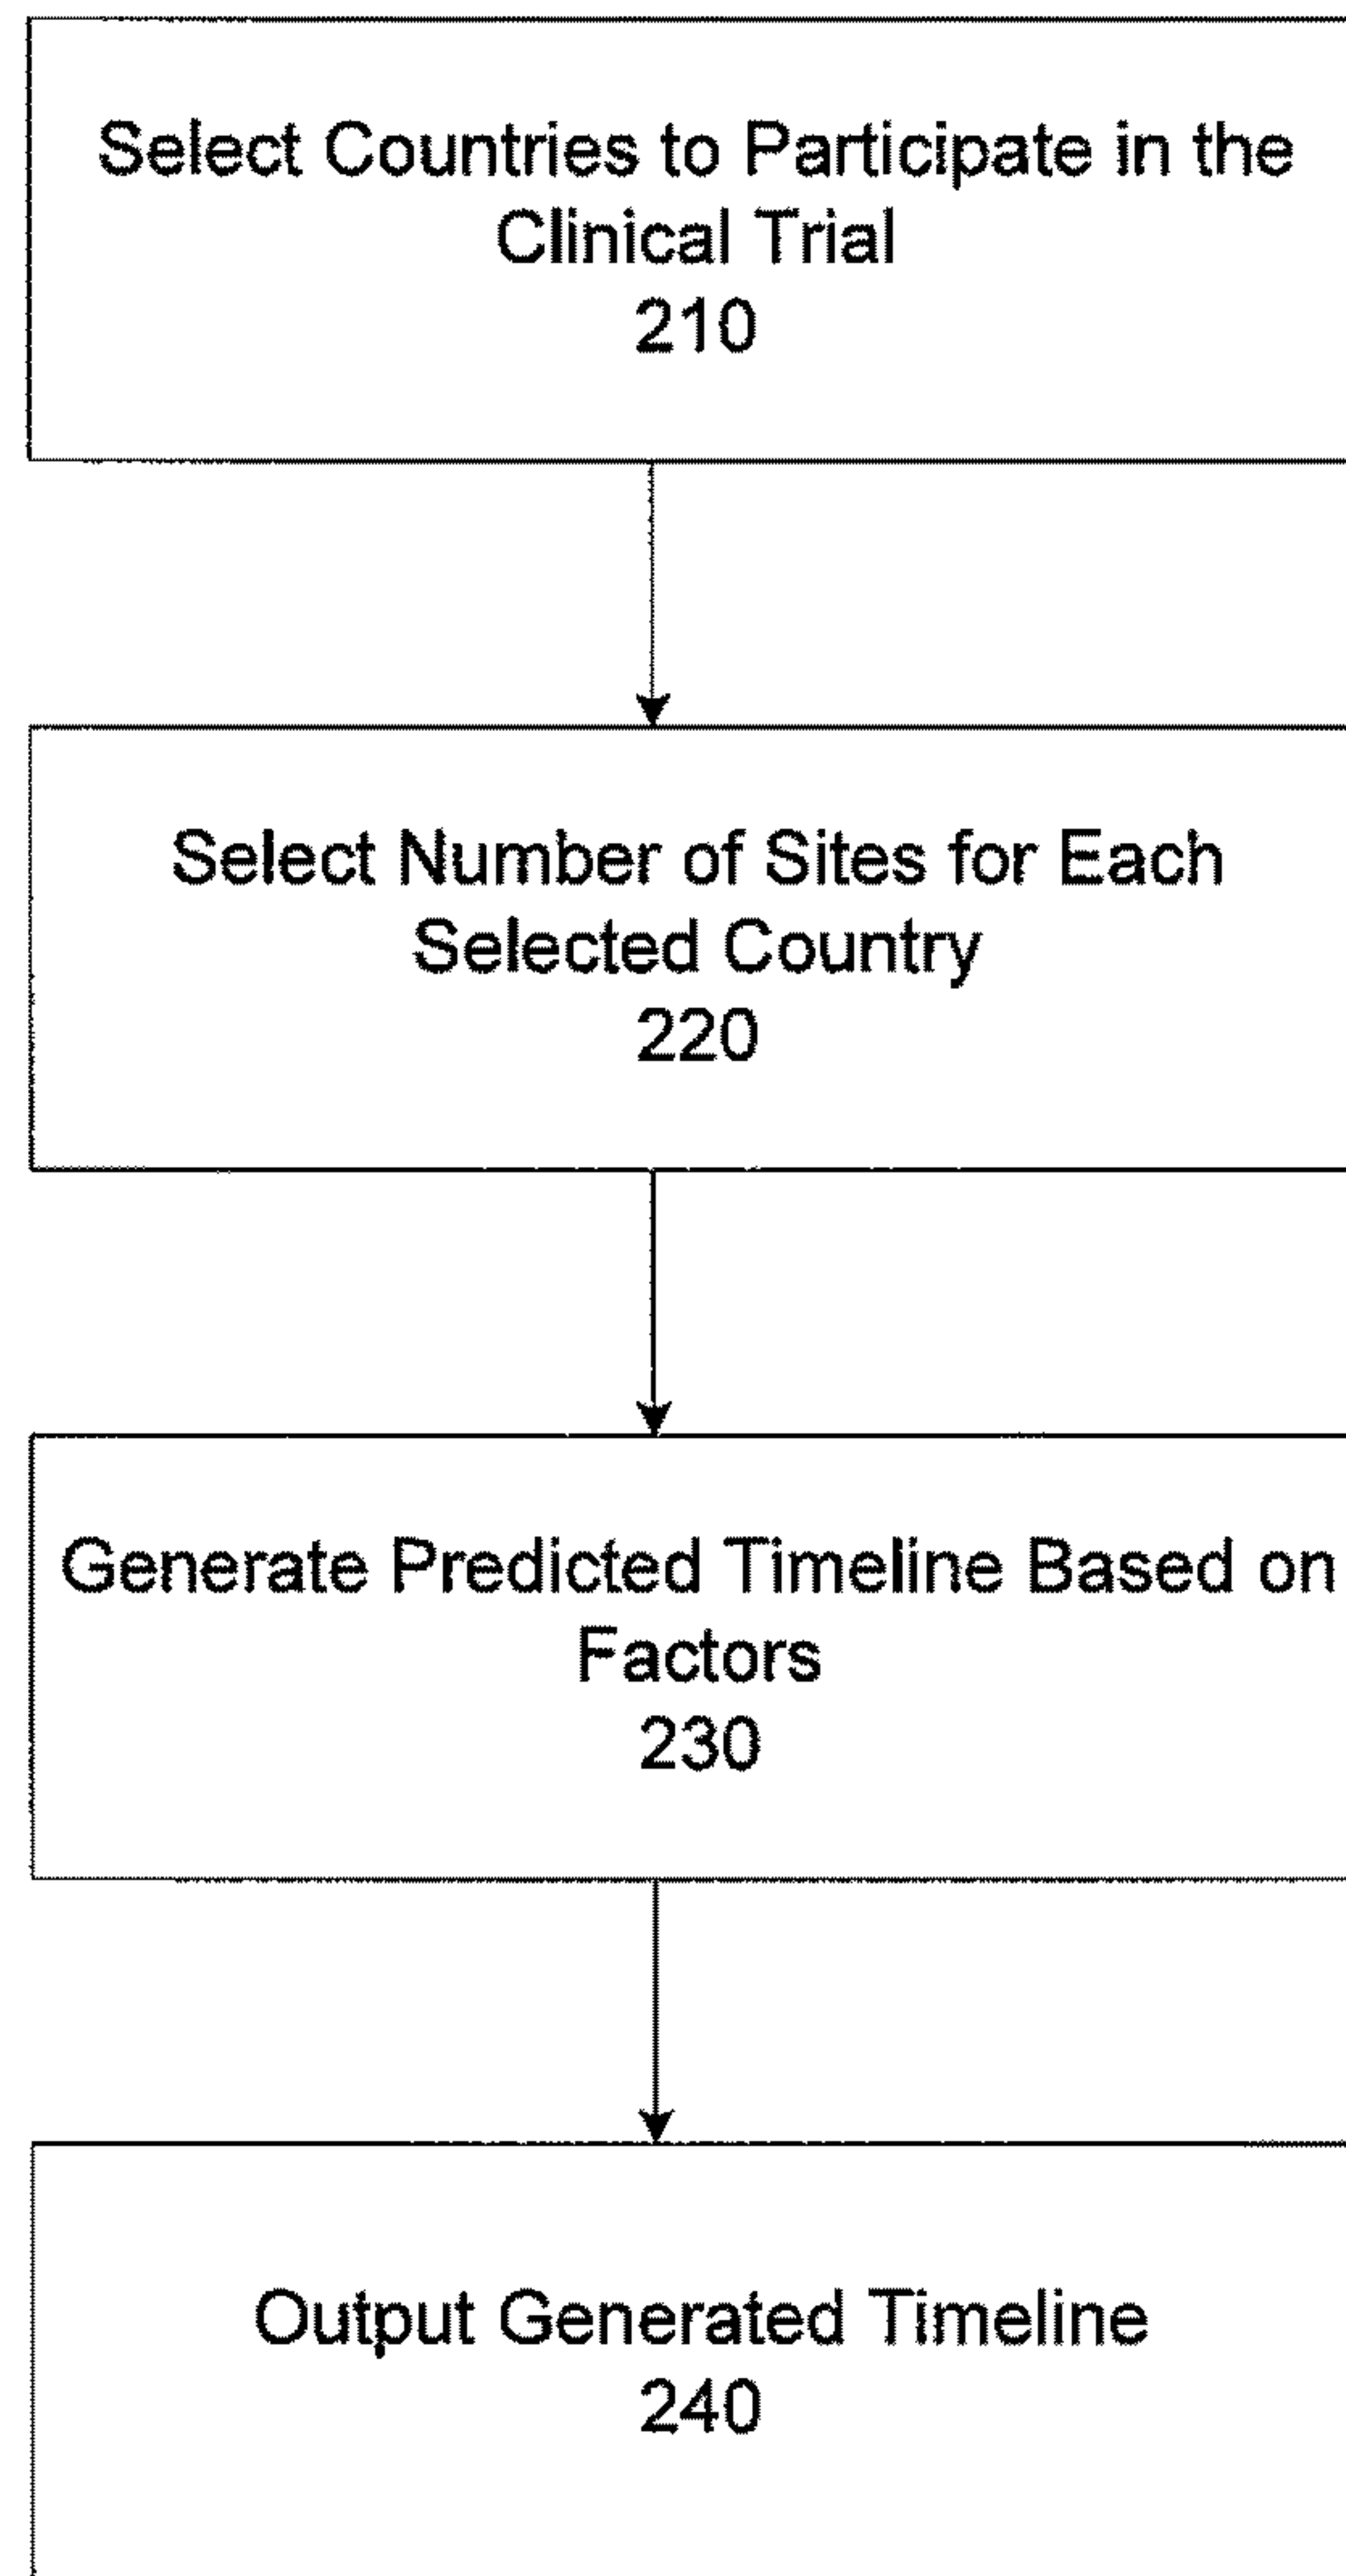 Select Countries to Participate in the
Clinical Trial
210
Select Number of Sites for Each
Selected Country
220
Generate Predicted Timeline Based on
Factors
230
Output Generated Timeline
240